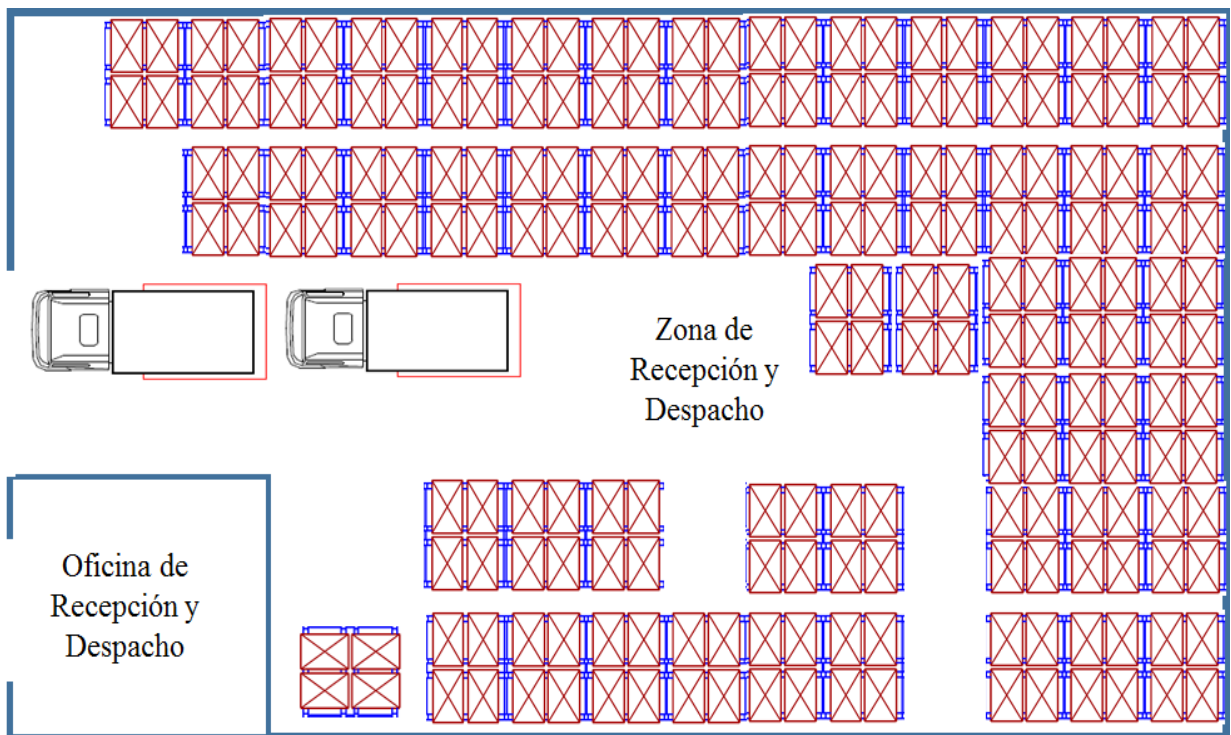 Zona de
Recepción y
Despacho
Oficina de
Recepción y
Despacho